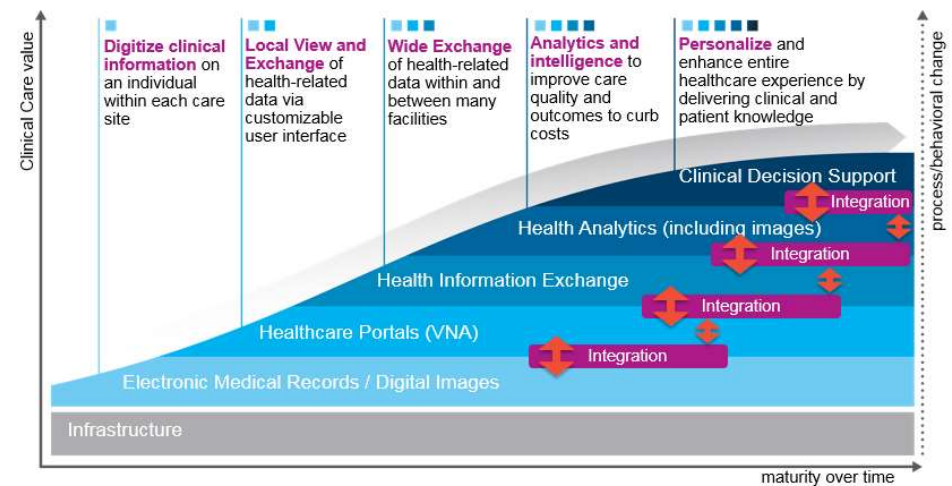 Clinical Care value
Digitize clinical
information on
an individual
within each care
site
Local View and
Exchange of
health-related
data via
customizable
user interface
Wide Exchange
of health-related
data within and
between many
facilities
Analytics and
intelligence to
improve care
quality and
outcomes to curb
costs
Personalize and
enhance entire
healthcare experience by
delivering clinical and
patient knowledge
process/behavioral change
Clinical Decision Support
Integration
Health Analytics (including images)
Integration
Health Information Exchange
Integration
Healthcare Portals (VNA)
Integration
Electronic Medical Records / Digital Images
Infrastructure
maturity over time